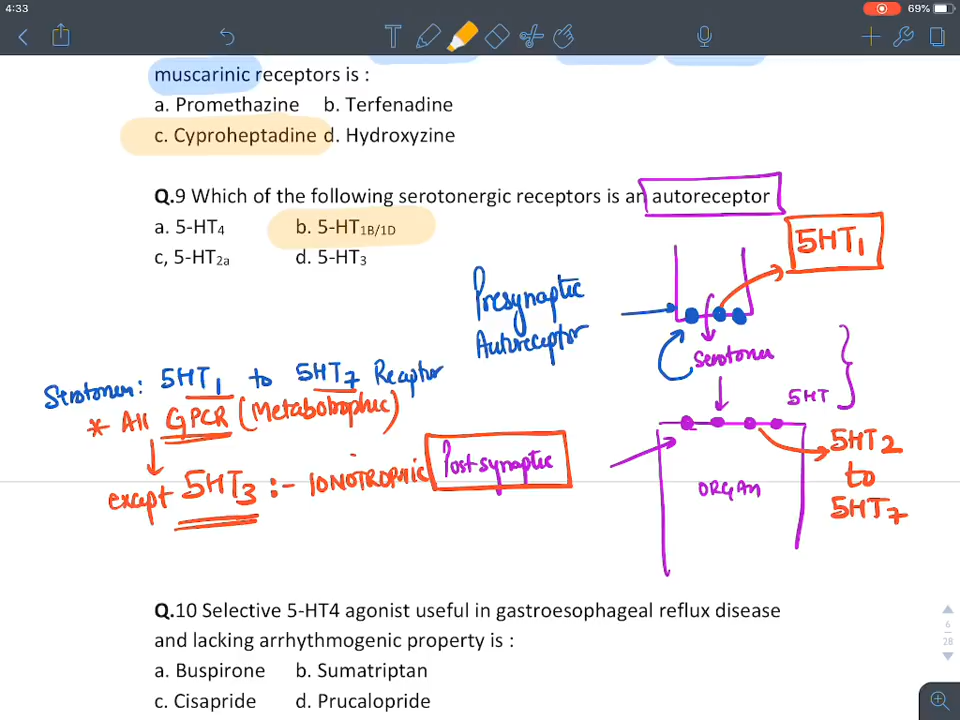 4:33
69%
muscarinic receptors is :
a. Promethazine b. Terfenadine
c. Cyproheptadine d. Hydroxyzine
Q.9 Which of the following serotonergic receptors is an autoreceptor
a. 5-HT4 b. 5-HT1B/1D
c, 5-HT2a d. 5-HT3
5HT1
Presynaptic
Autoreceptor
Serotonin
5HT
Serotonin: 5HT1 to 5HT7 Receptor
* All GPCR (Metabotrophic)
except 5HT3 :- IONOTROPHIC
Post-synaptic
ORGAN
5HT2
to
5HT7
Q.10 Selective 5-HT4 agonist useful in gastroesophageal reflux disease
and lacking arrhythmogenic property is :
a. Buspirone b. Sumatriptan
c. Cisapride d. Prucalopride
6
28